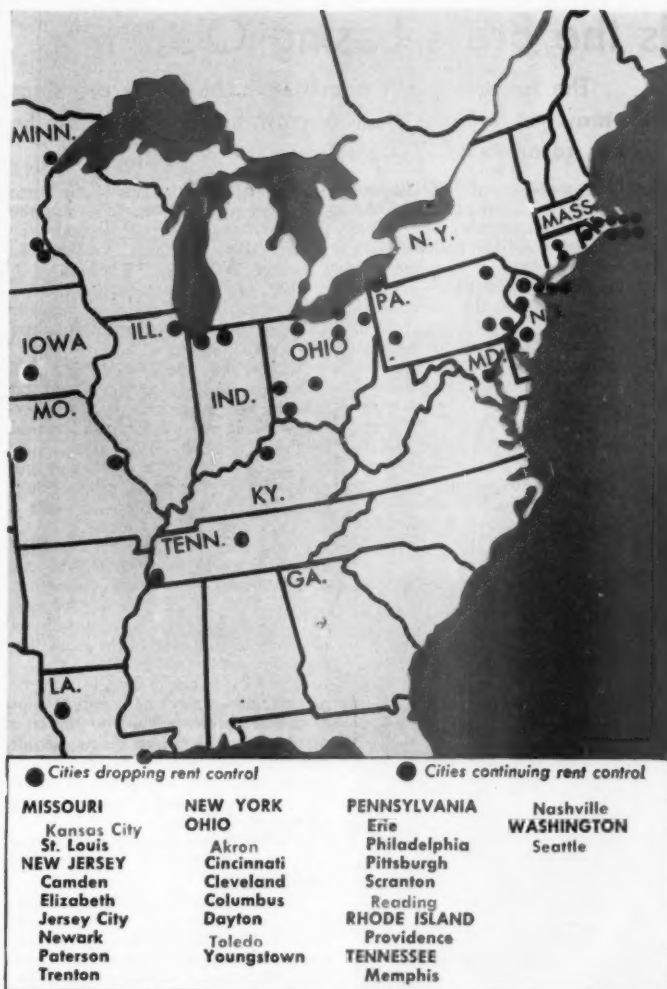 MINN.
MASS.
N.Y.
PA.
N.J.
ILL.
IOWA
OHIO
MD.
IND.
MO.
KY.
TENN.
GA.
LA.
Cities dropping rent control
Cities continuing rent control
MISSOURI
Kansas City
St. Louis
NEW JERSEY
Camden
Elizabeth
Jersey City
Newark
Paterson
Trenton
NEW YORK
OHIO
Akron
Cincinnati
Cleveland
Columbus
Dayton
Toledo
Youngstown
PENNSYLVANIA
Erie
Philadelphia
Pittsburgh
Scranton
Reading
RHODE ISLAND
Providence
TENNESSEE
Memphis
Nashville
WASHINGTON
Seattle